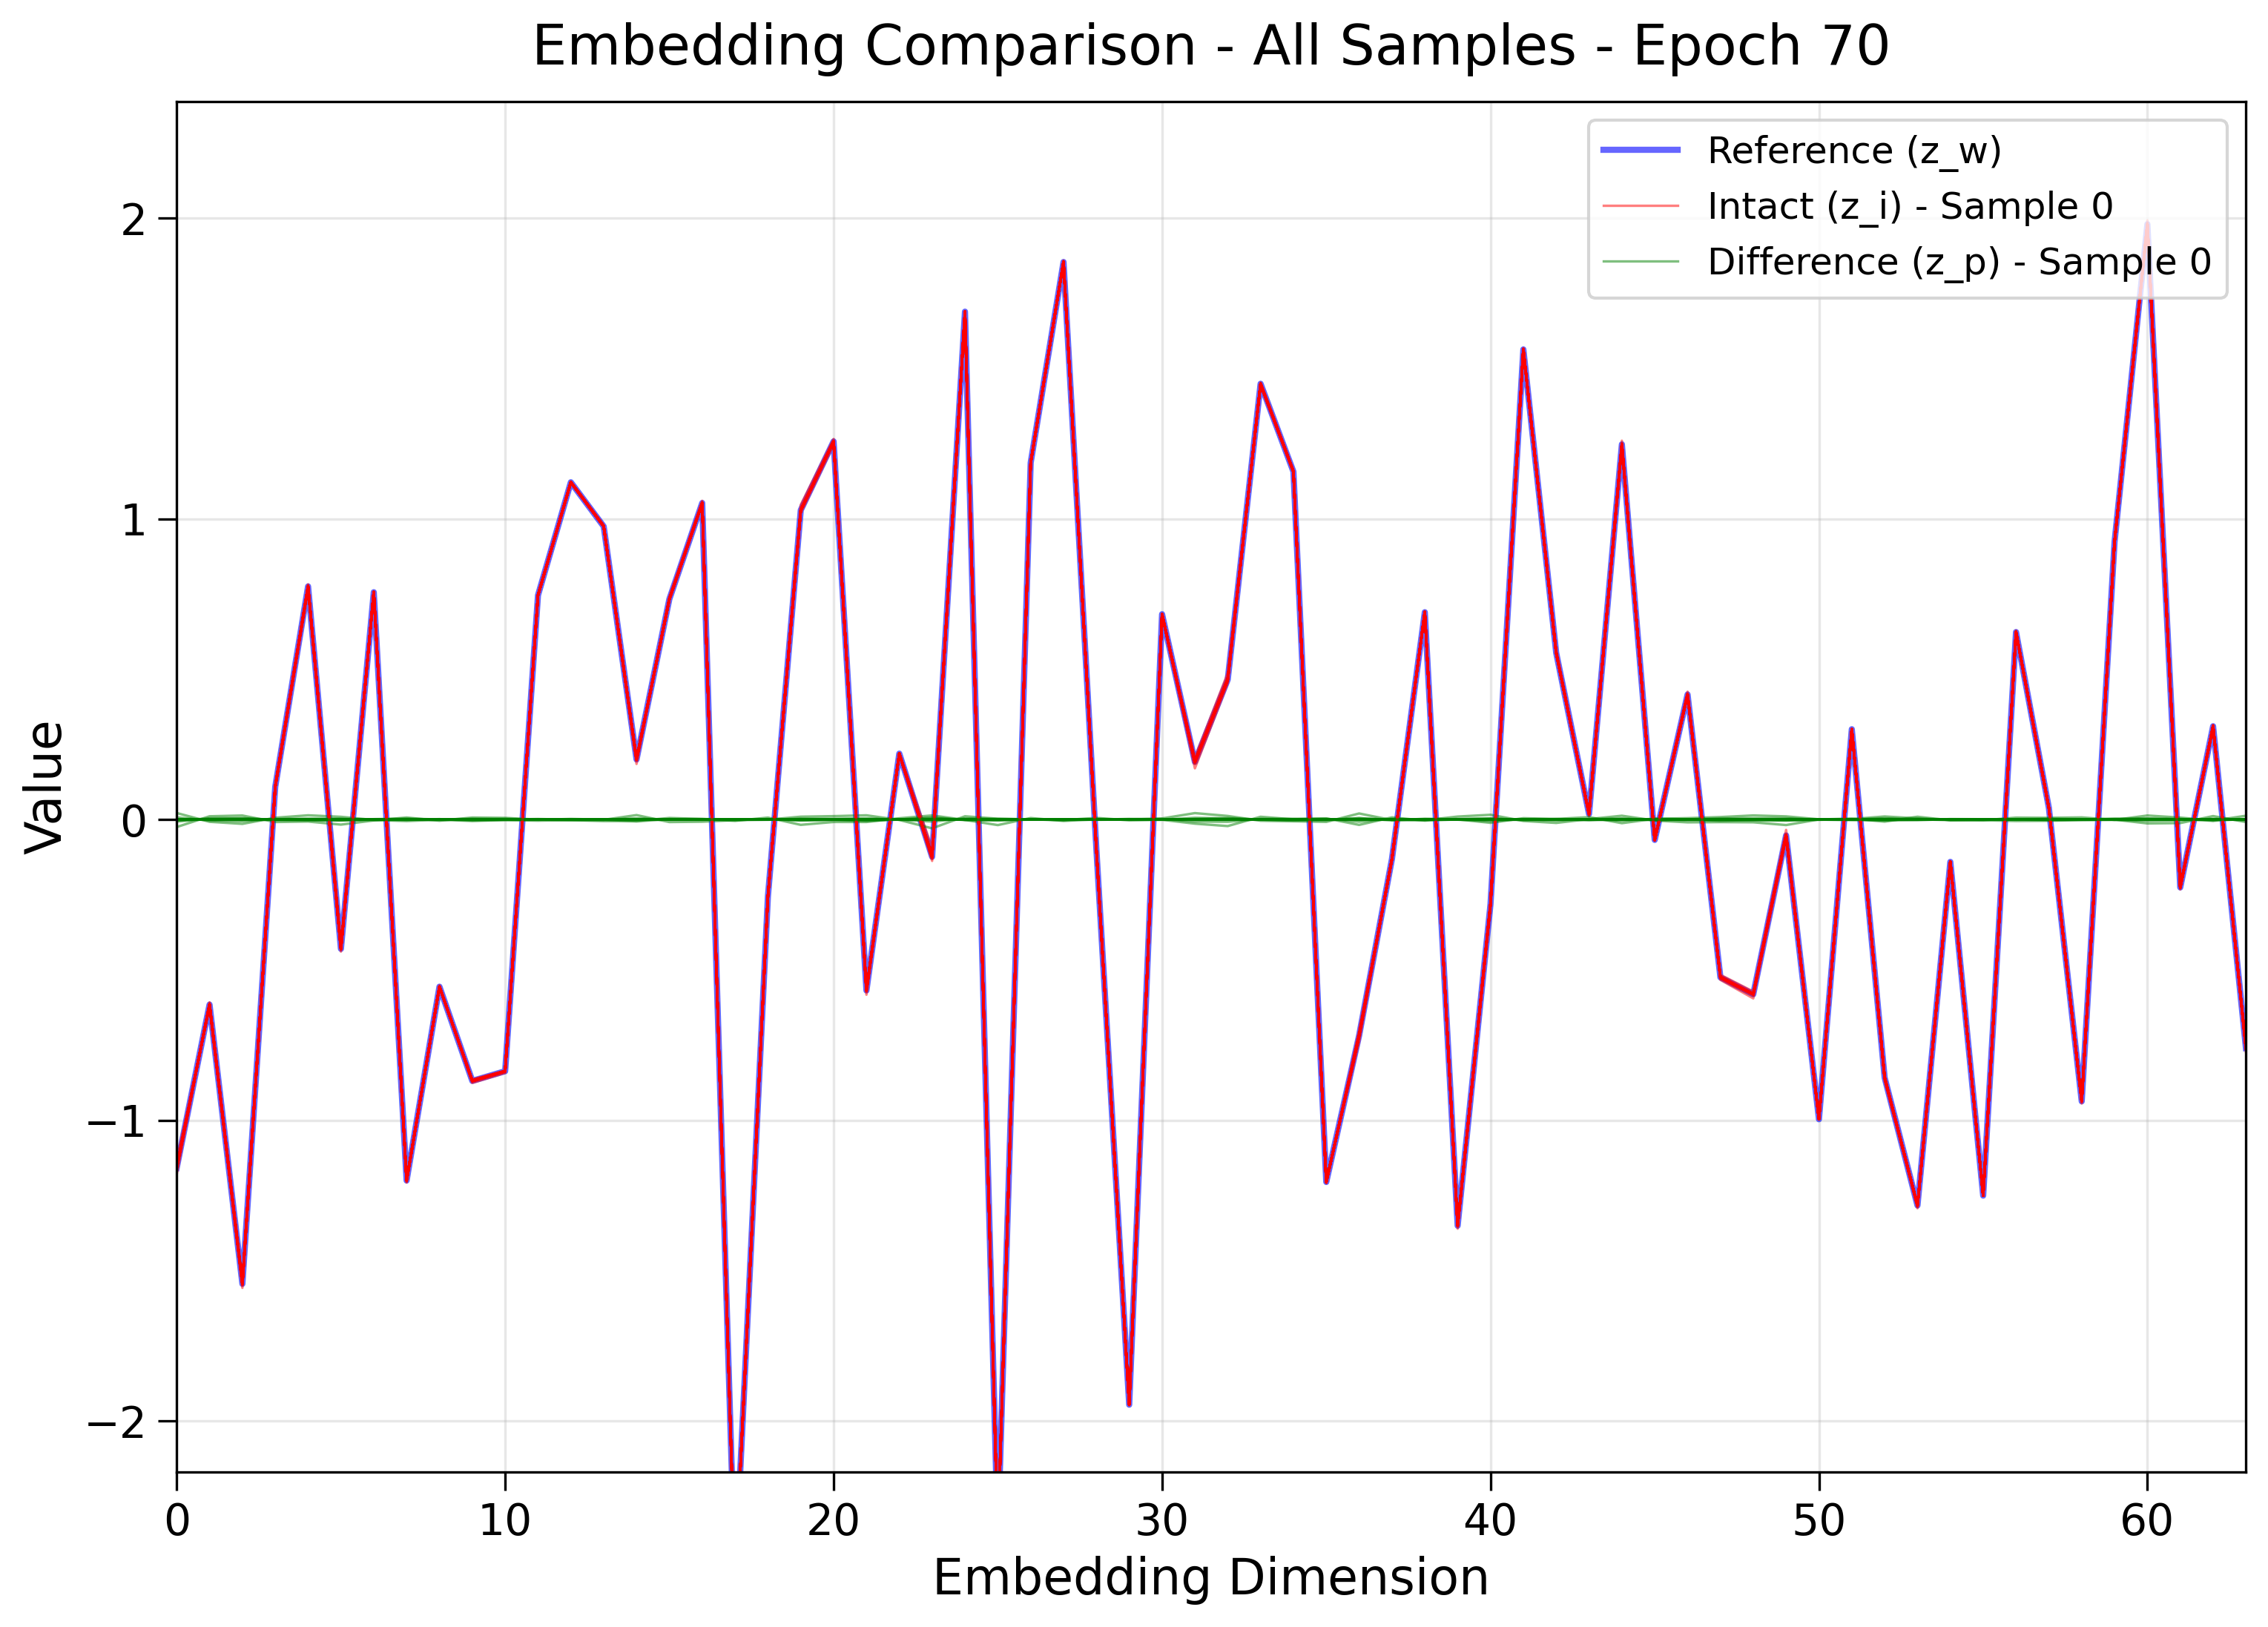 Embedding Comparison - All Samples - Epoch 70
Reference (z_w)
Intact (z_i) - Sample 0
Difference (z_p) - Sample 0
Value
2
1
0
−1
−2
0 10 20 30 40 50 60
Embedding Dimension